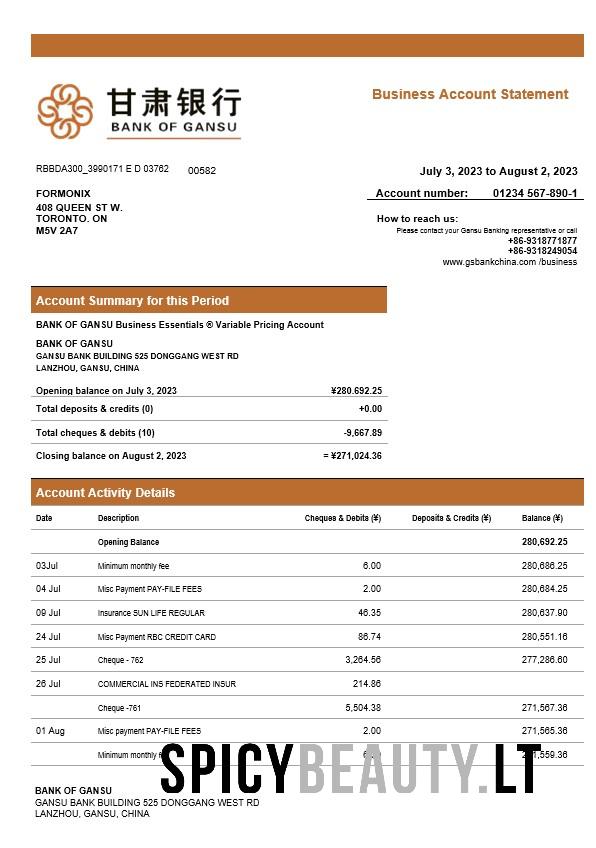 甘肃银行
BANK OF GANSU
Business Account Statement
RBBDA300_3990171 E D 03762 00582
July 3, 2023 to August 2, 2023
FORMONIX
Account number: 01234 567-890-1
408 QUEEN ST W.
TORONTO. ON
M5V 2A7
How to reach us:
Please contact your Gansu Banking representative or call
+86-9318771877
+86-9318249054
www.gsbankchina.com /business
Account Summary for this Period
BANK OF GANSU Business Essentials ® Variable Pricing Account
BANK OF GANSU
GANSU BANK BUILDING 525 DONGGANG WEST RD
LANZOU, GANSU, CHINA
Opening balance on July 3, 2023 ¥280.692.25
Total deposits & credits (0) +0.00
Total cheques & debits (10) -9,667.89
Closing balance on August 2, 2023 = ¥271,024.36
Account Activity Details
Date Description Cheques & Debits (¥) Deposits & Credits (¥) Balance (¥)
Opening Balance 280,692.25
03Jul Minimum monthly fee 6.00 280,686.25
04 Jul Misc Payment PAY-FILE FEES 2.00 280,684.25
09 Jul Insurance SUN LIFE REGULAR 46.35 280,637.90
24 Jul Misc Payment RBC CREDIT CARD 86.74 280,551.16
25 Jul Cheque - 762 3,264.56 277,286.60
26 Jul COMMERCIAL INS FEDERATED INSUR 214.86
Cheque -761 5,504.38 271,567.36
01 Aug Misc payment PAY-FILE FEES 2.00 271,565.36
Minimum monthly
SPICYBEAUTY.LT
BANK OF GANSU
GANSU BANK BUILDING 525 DONGGANG WEST RD
LANZHOU, GANSU, CHINA